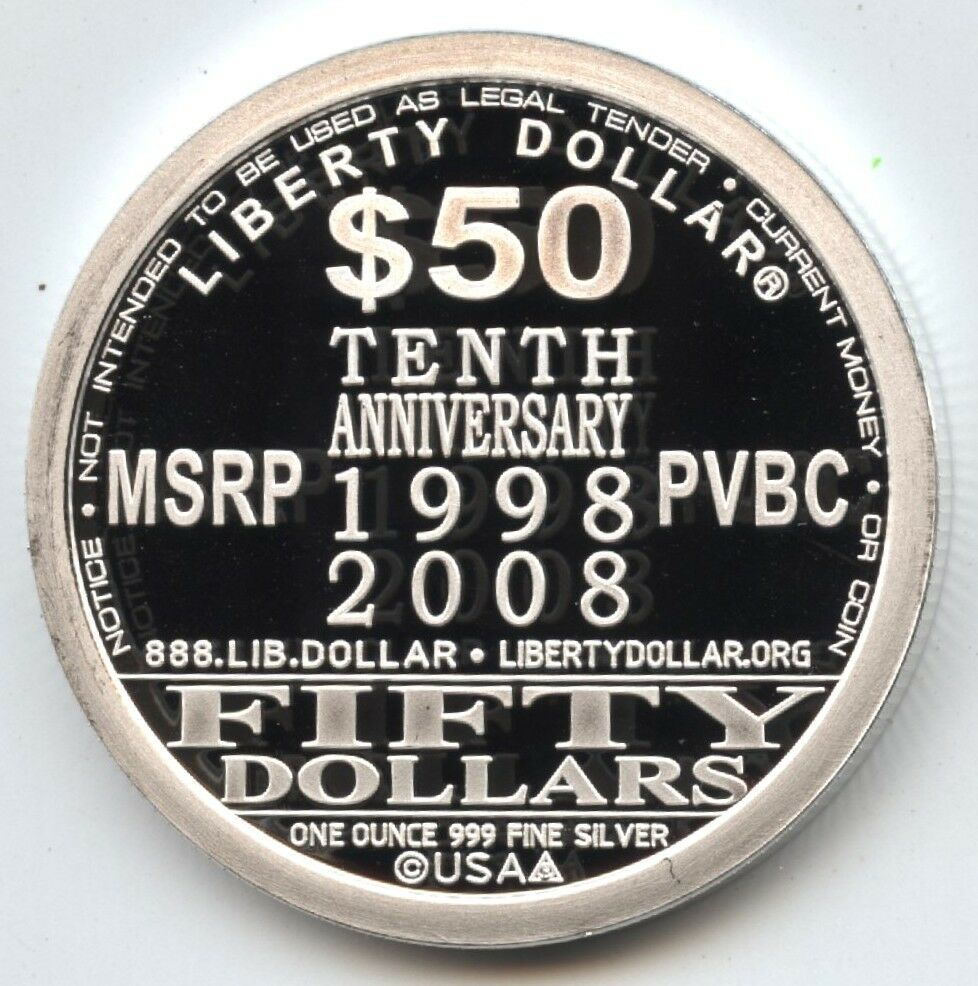 NOTICE • NOT INTENDED TO BE USED AS LEGAL TENDER • CURRENT MONEY • OR COIN
LIBERTY DOLLAR®
$50
TENTH
ANNIVERSARY
MSRP 1998 PVBC
2008
888.LIB.DOLLAR • LIBERTYDOLLAR.ORG
FIFTY
DOLLARS
ONE OUNCE 999 FINE SILVER
©USA